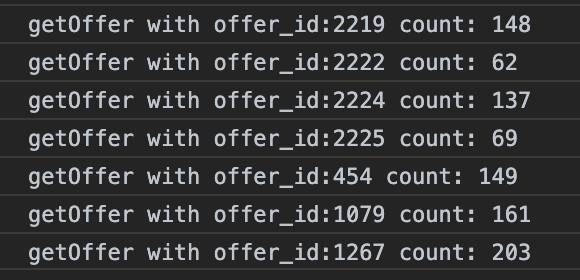 getOffer with offer_id:2219 count: 148
getOffer with offer_id:2222 count: 62
getOffer with offer_id:2224 count: 137
getOffer with offer_id:2225 count: 69
getOffer with offer_id:454 count: 149
getOffer with offer_id:1079 count: 161
getOffer with offer_id:1267 count: 203